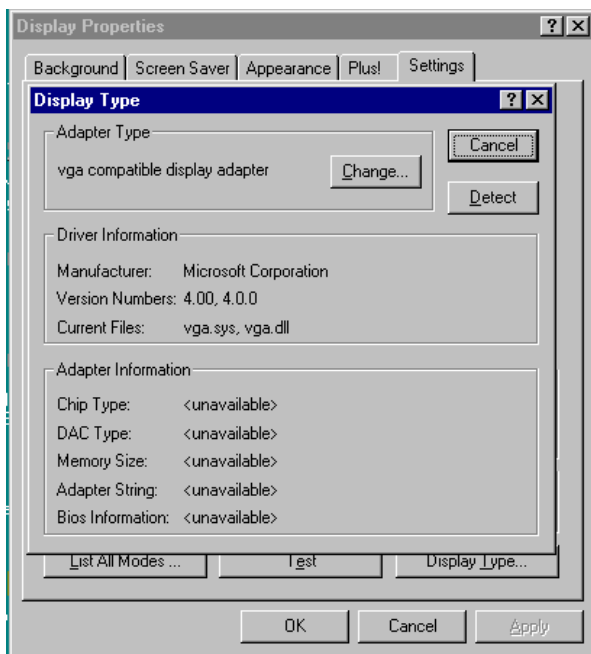 Display Properties
Background Screen Saver Appearance Plus! Settings
Display Type
Adapter Type
vga compatible display adapter
Change...
Cancel
Detect
Driver Information
Manufacturer: Microsoft Corporation
Version Numbers: 4.00, 4.0.0
Current Files: vga.sys, vga.dll
Adapter Information
Chip Type: <unavailable>
DAC Type: <unavailable>
Memory Size: <unavailable>
Adapter String: <unavailable>
Bios Information: <unavailable>
List All Modes ... Test Display Type...
OK Cancel Apply